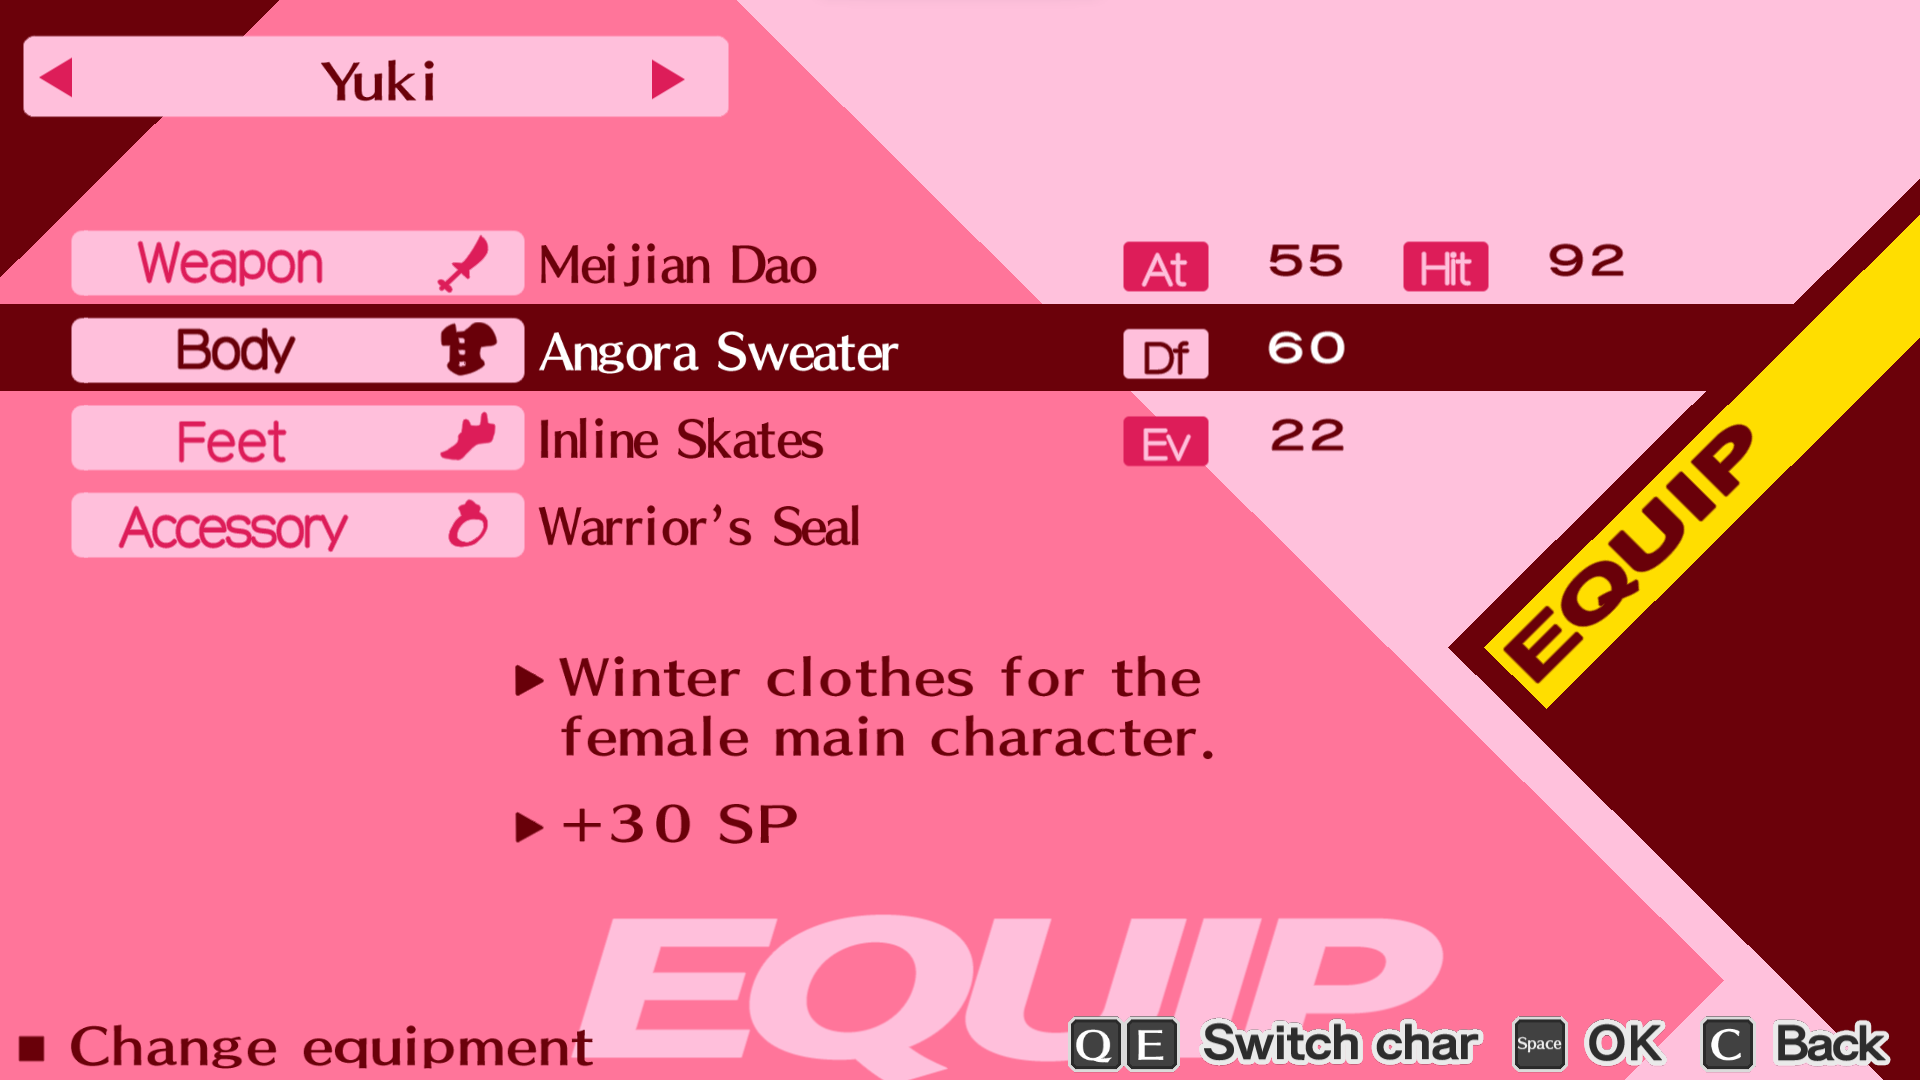 Yuki
Weapon Meijian Dao At 55 Hit 92
Body Angora Sweater Df 60
Feet Inline Skates Ev 22
Accessory Warrior's Seal
EQUIP
Winter clothes for the
female main character.
+30 SP
EQUIP
Change equipment
Q E Switch char Space OK C Back